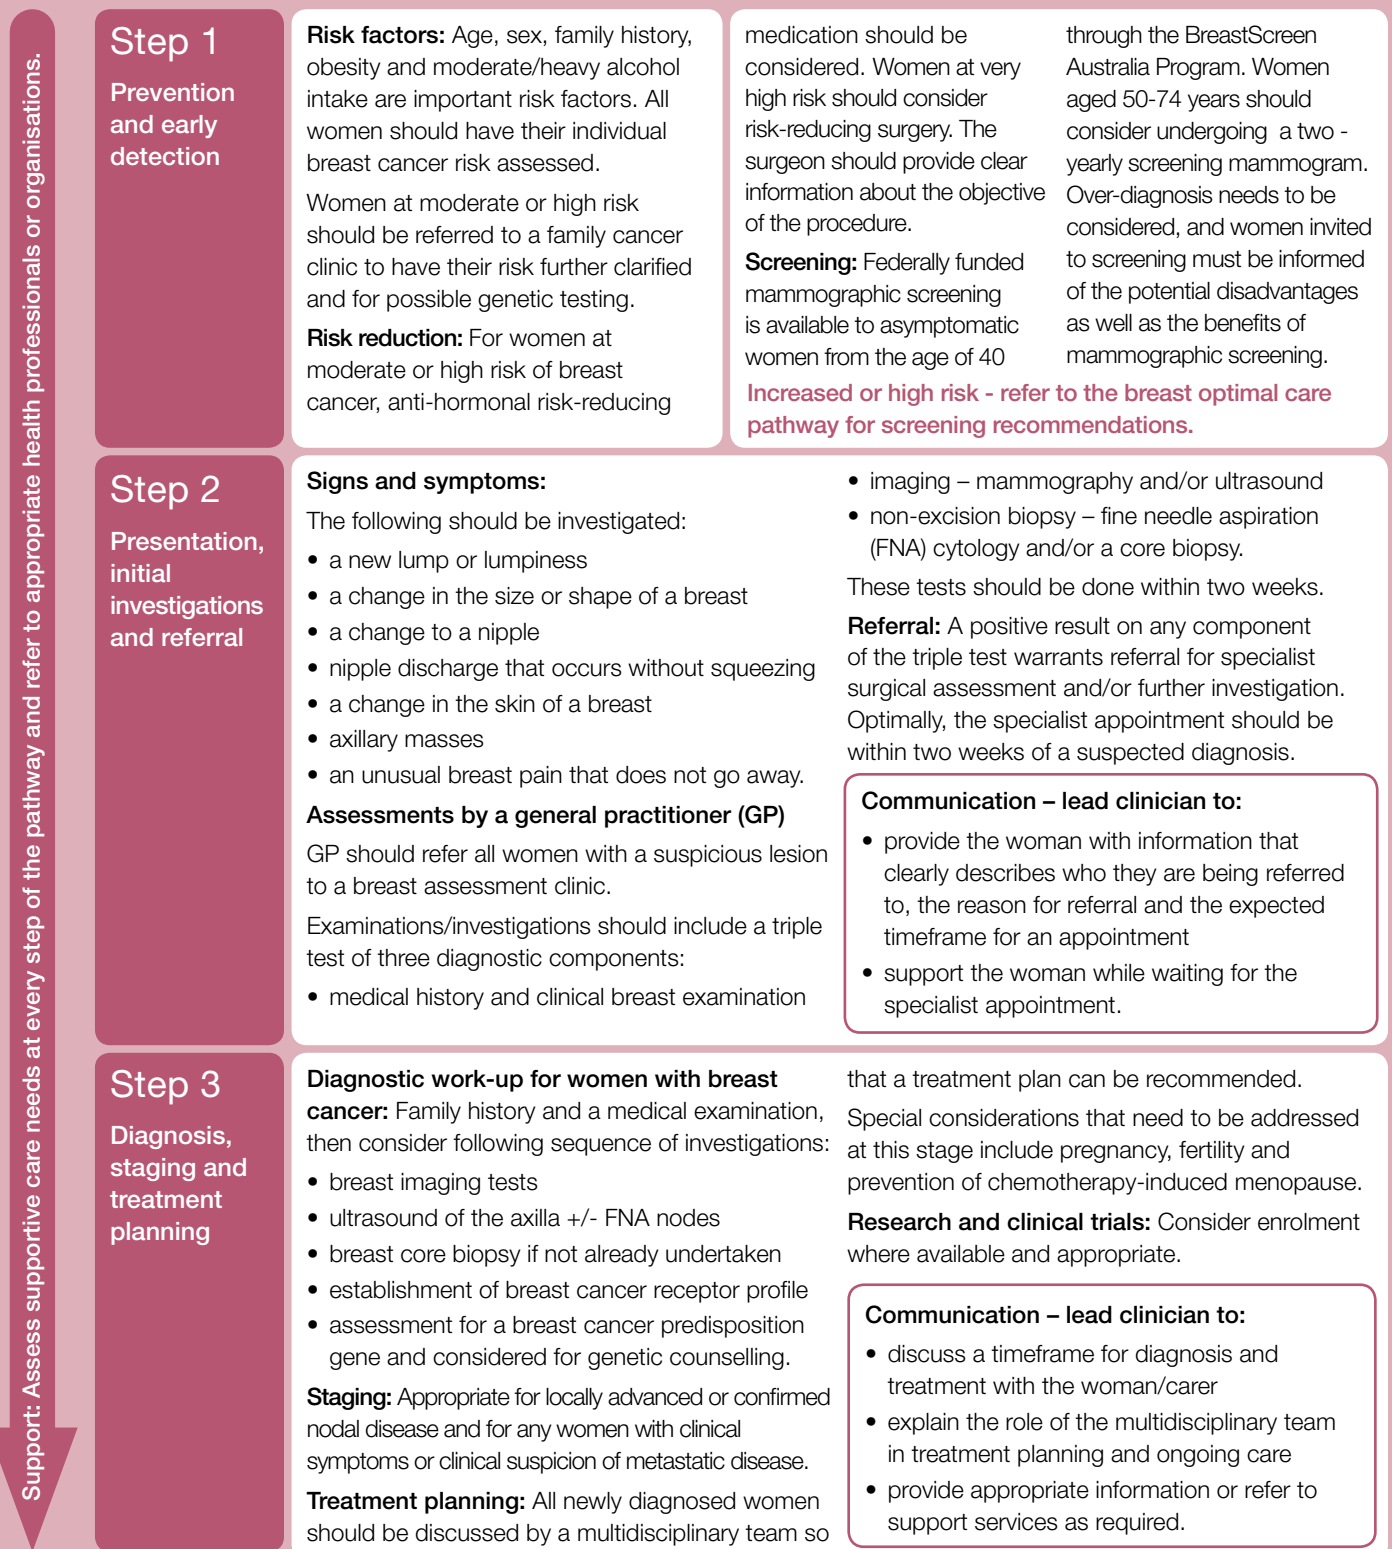 Support: Assess supportive care needs at every step of the pathway and refer to appropriate health professionals or organisations.
Step 1
Prevention
and early
detection
Risk factors: Age, sex, family history,
obesity and moderate/heavy alcohol
intake are important risk factors. All
women should have their individual
breast cancer risk assessed.
Women at moderate or high risk
should be referred to a family cancer
clinic to have their risk further clarified
and for possible genetic testing.
Risk reduction: For women at
moderate or high risk of breast
cancer, anti-hormonal risk-reducing
medication should be
considered. Women at very
high risk should consider
risk-reducing surgery. The
surgeon should provide clear
information about the objective
of the procedure.
Screening: Federally funded
mammographic screening
is available to asymptomatic
women from the age of 40
through the BreastScreen
Australia Program. Women
aged 50-74 years should
consider undergoing  a two -
yearly screening mammogram.
Over-diagnosis needs to be
considered, and women invited
to screening must be informed
of the potential disadvantages
as well as the benefits of
mammographic screening.
Increased or high risk - refer to the breast optimal care
pathway for screening recommendations.
Step 2
Presentation,
initial
investigations
and referral
Signs and symptoms:
The following should be investigated:
• a new lump or lumpiness
• a change in the size or shape of a breast
• a change to a nipple
• nipple discharge that occurs without squeezing
• a change in the skin of a breast
• axillary masses
• an unusual breast pain that does not go away.
Assessments by a general practitioner (GP)
GP should refer all women with a suspicious lesion
to a breast assessment clinic.
Examinations/investigations should include a triple
test of three diagnostic components:
• medical history and clinical breast examination
• imaging – mammography and/or ultrasound
• non-excision biopsy – fine needle aspiration
(FNA) cytology and/or a core biopsy.
These tests should be done within two weeks.
Referral: A positive result on any component
of the triple test warrants referral for specialist
surgical assessment and/or further investigation.
Optimally, the specialist appointment should be
within two weeks of a suspected diagnosis.
Communication – lead clinician to:
• provide the woman with information that
clearly describes who they are being referred
to, the reason for referral and the expected
timeframe for an appointment
• support the woman while waiting for the
specialist appointment.
Step 3
Diagnosis,
staging and
treatment
planning
Diagnostic work-up for women with breast
cancer: Family history and a medical examination,
then consider following sequence of investigations:
• breast imaging tests
• ultrasound of the axilla +/- FNA nodes
• breast core biopsy if not already undertaken
• establishment of breast cancer receptor profile
• assessment for a breast cancer predisposition
gene and considered for genetic counselling.
Staging: Appropriate for locally advanced or confirmed
nodal disease and for any women with clinical
symptoms or clinical suspicion of metastatic disease.
Treatment planning: All newly diagnosed women
should be discussed by a multidisciplinary team so
that a treatment plan can be recommended.
Special considerations that need to be addressed
at this stage include pregnancy, fertility and
prevention of chemotherapy-induced menopause.
Research and clinical trials: Consider enrolment
where available and appropriate.
Communication – lead clinician to:
• discuss a timeframe for diagnosis and
treatment with the woman/carer
• explain the role of the multidisciplinary team
in treatment planning and ongoing care
• provide appropriate information or refer to
support services as required.